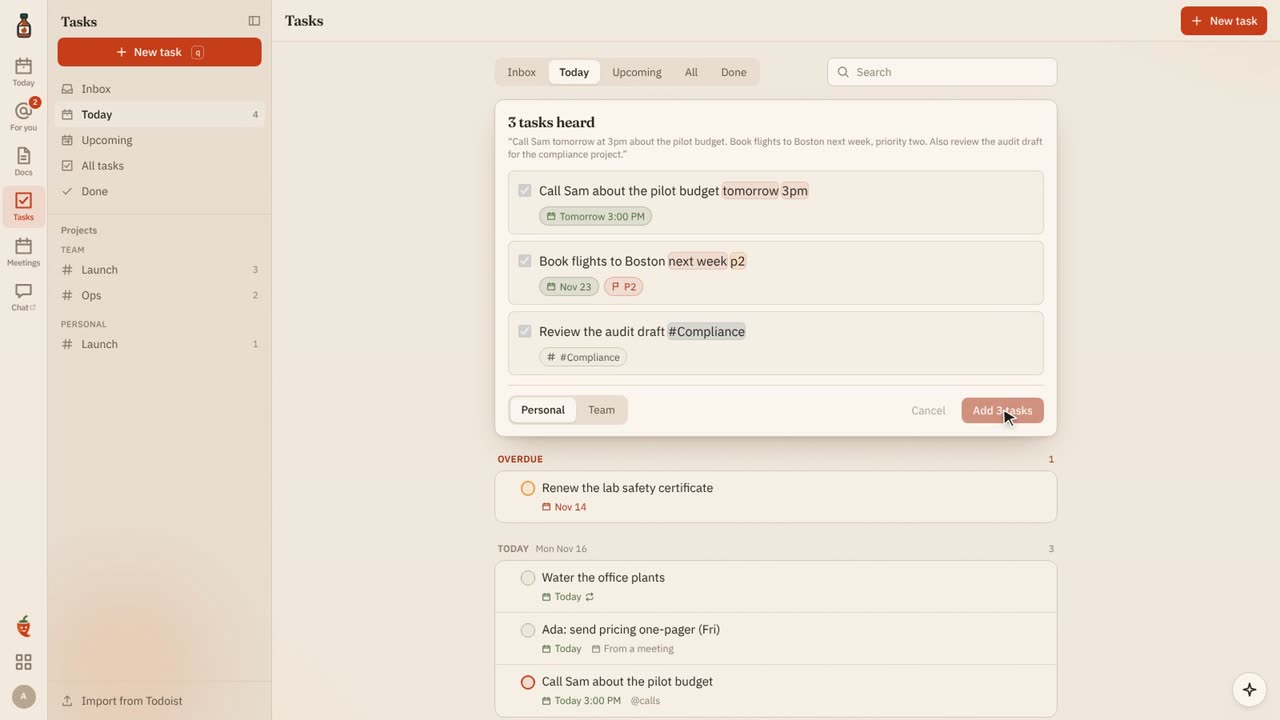 Today
2
For you
Docs
Tasks
Meetings
Chat
A
Tasks
New task q
Inbox
Today 4
Upcoming
All tasks
Done
Projects
TEAM
# Launch 3
# Ops 2
PERSONAL
# Launch 1
Import from Todoist
Tasks
New task
Inbox Today Upcoming All Done
Search
3 tasks heard
“Call Sam tomorrow at 3pm about the pilot budget. Book flights to Boston next week, priority two. Also review the audit draft
for the compliance project.”
Call Sam about the pilot budget tomorrow 3pm
Tomorrow 3:00 PM
Book flights to Boston next week p2
Nov 23 P2
Review the audit draft #Compliance
# #Compliance
Personal Team Cancel Add 3 tasks
OVERDUE 1
Renew the lab safety certificate
Nov 14
TODAY Mon Nov 16 3
Water the office plants
Today
Ada: send pricing one-pager (Fri)
Today From a meeting
Call Sam about the pilot budget
Today 3:00 PM @calls